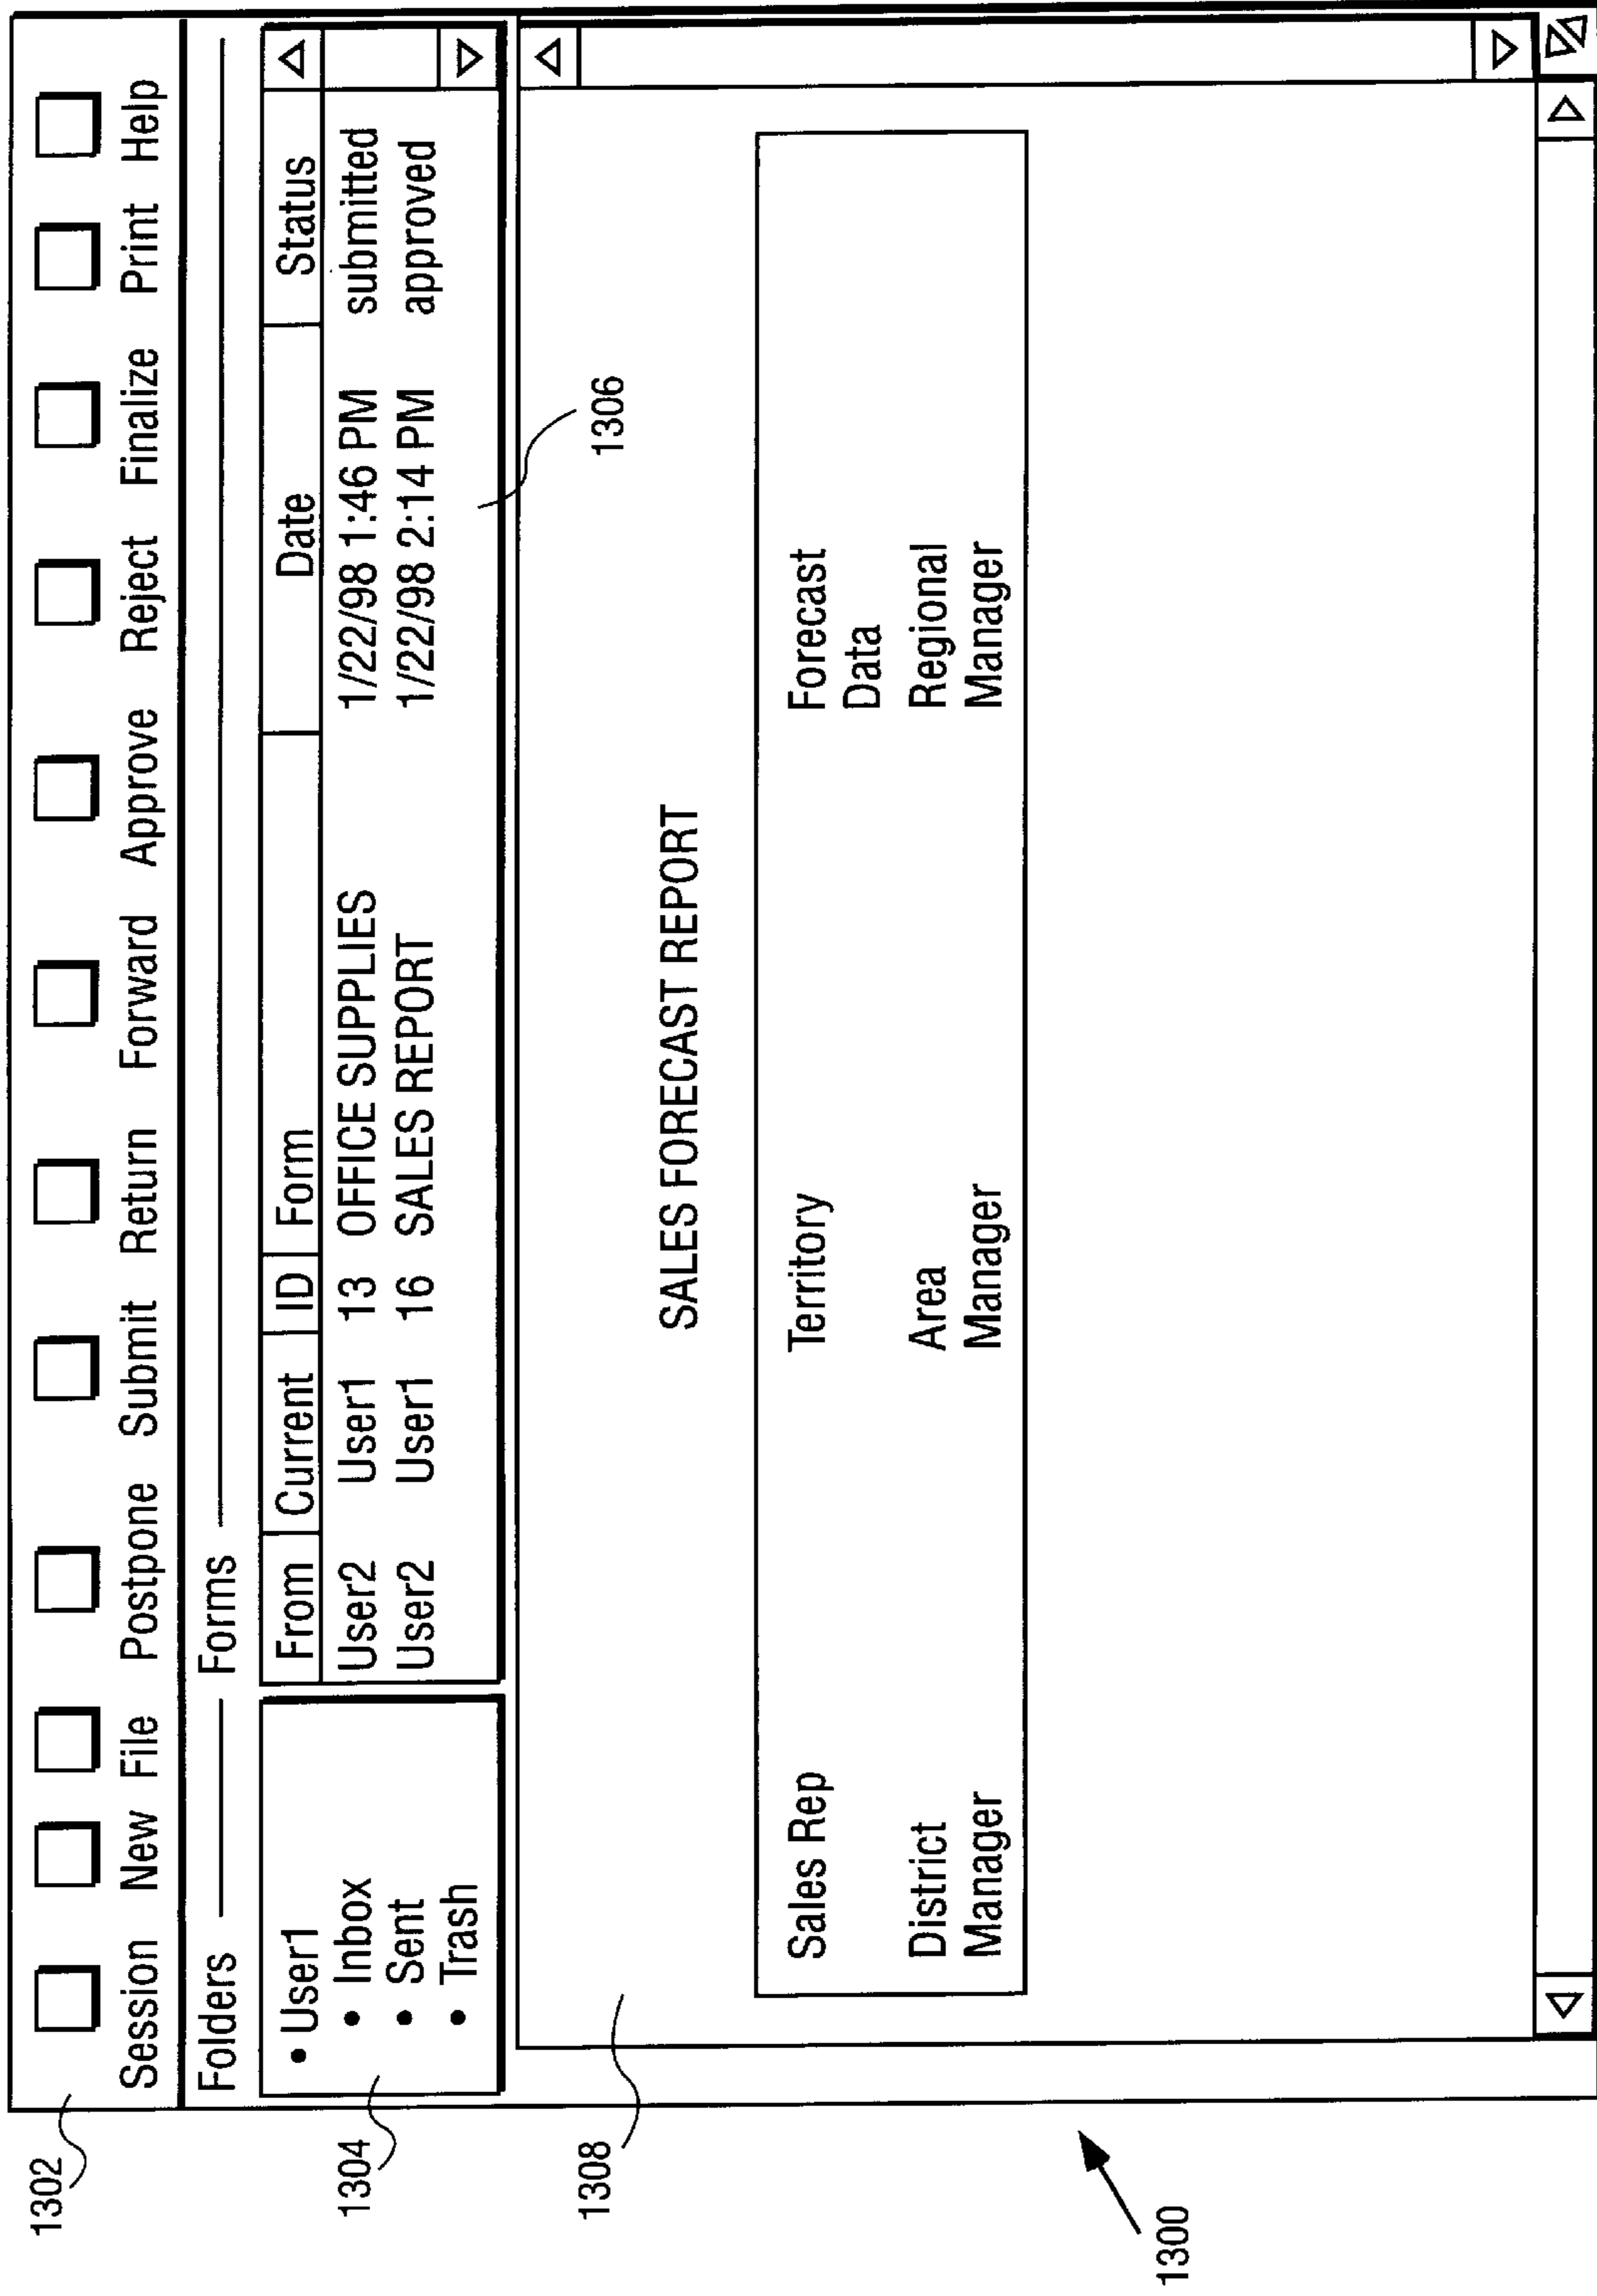 1302
Session New File Postpone Submit Return Forward Approve Reject Finalize Print Help
Folders Forms
1304
• User1
• Inbox
• Sent
• Trash
From Current ID Form Date Status
User2 User1 13 OFFICE SUPPLIES 1/22/98 1:46 PM submitted
User2 User1 16 SALES REPORT 1/22/98 2:14 PM approved
1306
1308
SALES FORECAST REPORT
Sales Rep Territory Forecast
Data
District Area Regional
Manager Manager Manager
1300